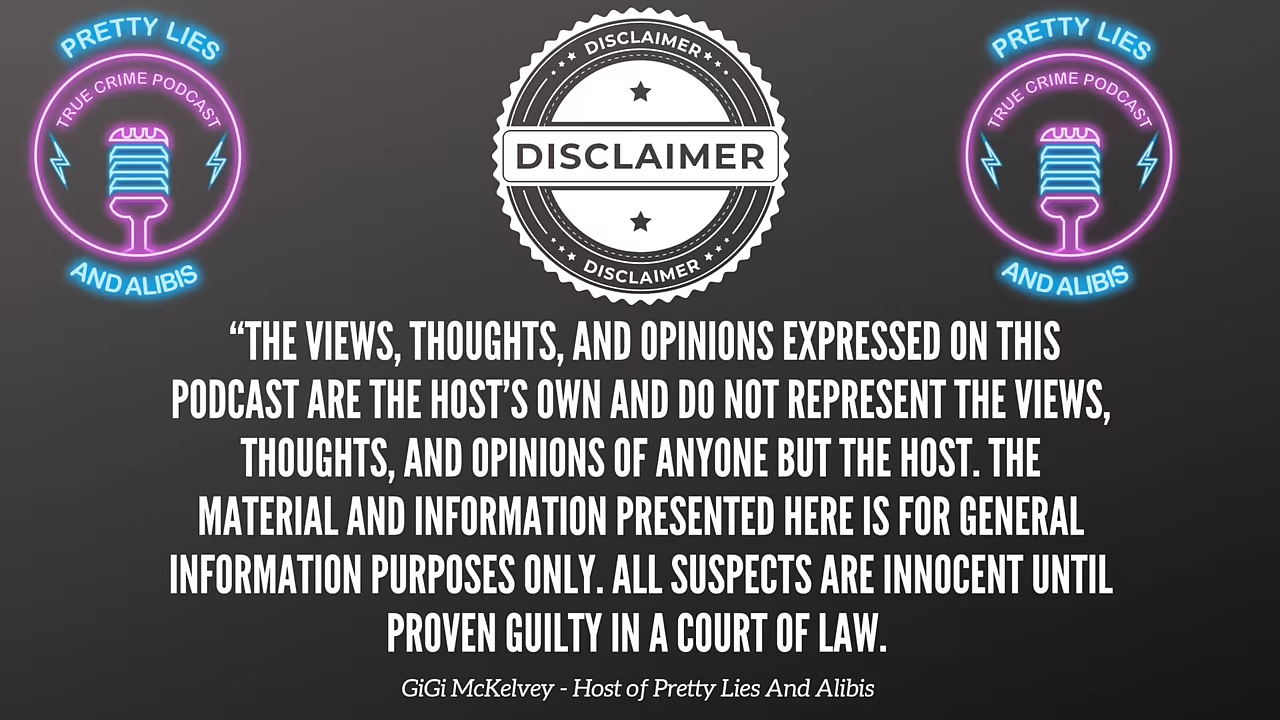 PRETTY LIES
TRUE CRIME PODCAST
AND ALIBIS
DISCLAIMER
DISCLAIMER
DISCLAIMER
PRETTY LIES
TRUE CRIME PODCAST
AND ALIBIS
“THE VIEWS, THOUGHTS, AND OPINIONS EXPRESSED ON THIS
PODCAST ARE THE HOST’S OWN AND DO NOT REPRESENT THE VIEWS,
THOUGHTS, AND OPINIONS OF ANYONE BUT THE HOST. THE
MATERIAL AND INFORMATION PRESENTED HERE IS FOR GENERAL
INFORMATION PURPOSES ONLY. ALL SUSPECTS ARE INNOCENT UNTIL
PROVEN GUILTY IN A COURT OF LAW.
GiGi McKelvey - Host of Pretty Lies And Alibis